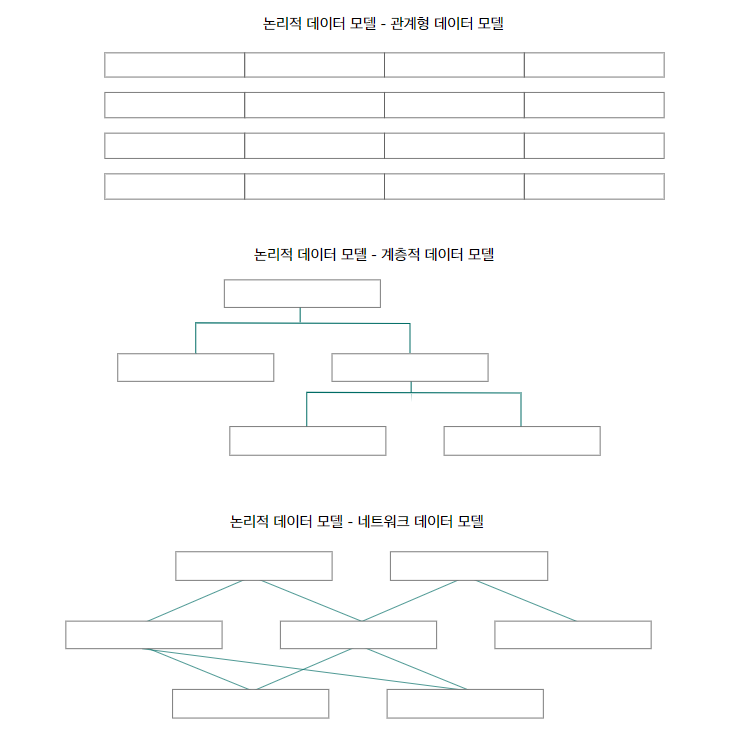 논리적 데이터 모델 - 관계형 데이터 모델
논리적 데이터 모델 - 계층적 데이터 모델
논리적 데이터 모델 - 네트워크 데이터 모델